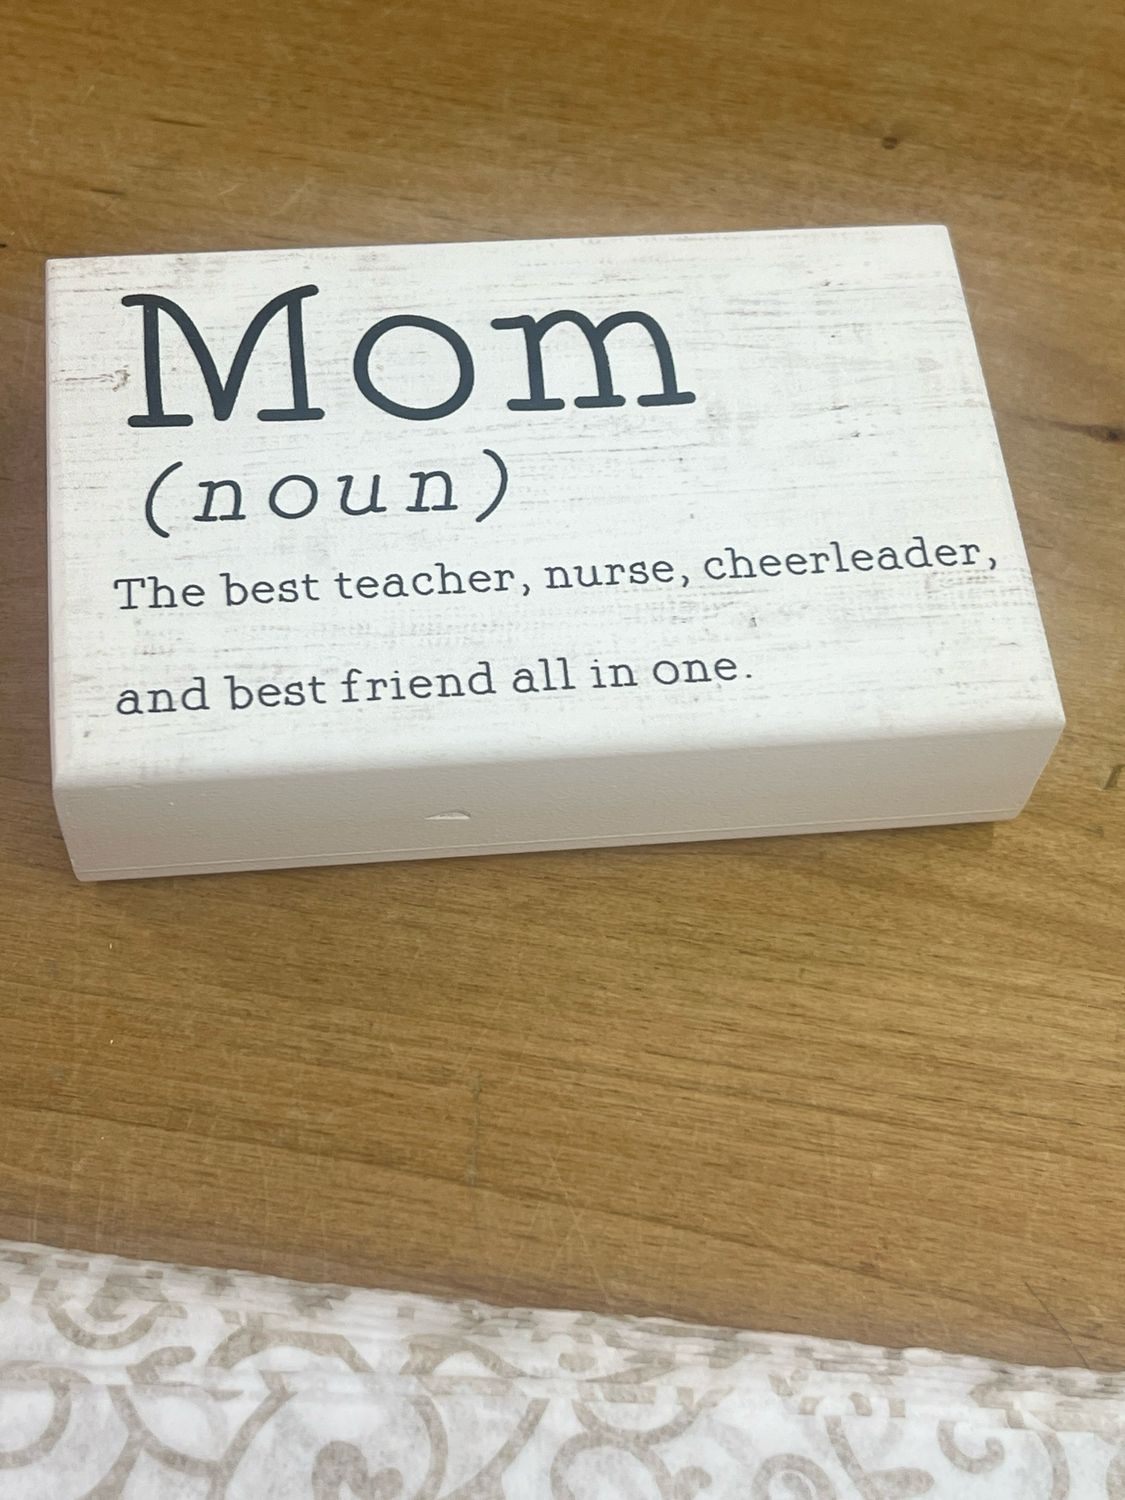 Mom
(noun)
The best teacher, nurse, cheerleader,
and best friend all in one.